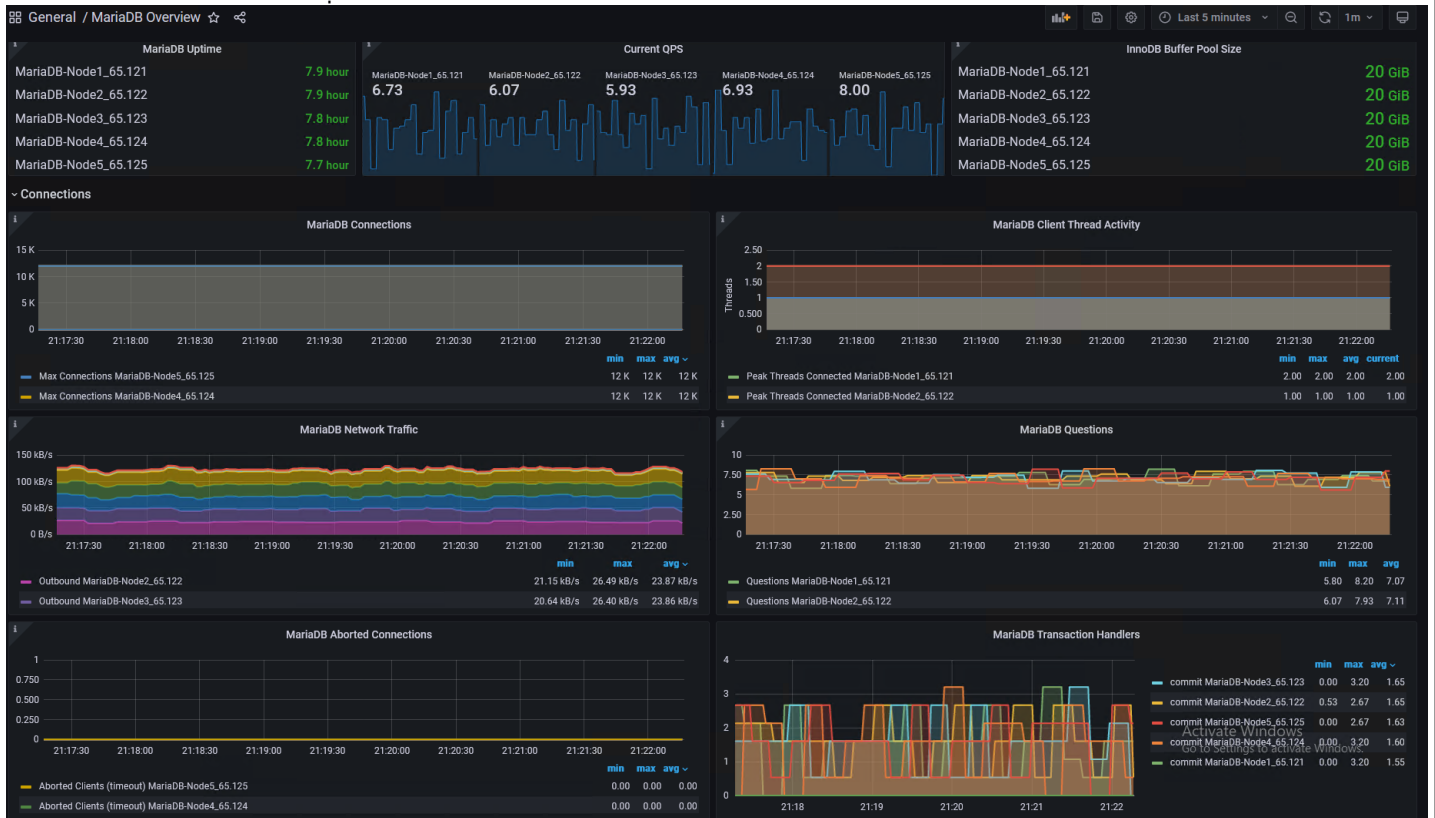 General / MariaDB Overview
Last 5 minutes
1m
MariaDB Uptime
MariaDB-Node1_65.121 7.9 hour
MariaDB-Node2_65.122 7.9 hour
MariaDB-Node3_65.123 7.8 hour
MariaDB-Node4_65.124 7.8 hour
MariaDB-Node5_65.125 7.7 hour
Current QPS
MariaDB-Node1_65.121 MariaDB-Node2_65.122 MariaDB-Node3_65.123 MariaDB-Node4_65.124 MariaDB-Node5_65.125
6.73 6.07 5.93 6.93 8.00
InnoDB Buffer Pool Size
MariaDB-Node1_65.121 20 GiB
MariaDB-Node2_65.122 20 GiB
MariaDB-Node3_65.123 20 GiB
MariaDB-Node4_65.124 20 GiB
MariaDB-Node5_65.125 20 GiB
Connections
MariaDB Connections
15 K
10 K
5 K
0
21:17:30 21:18:00 21:18:30 21:19:00 21:19:30 21:20:00 21:20:30 21:21:00 21:21:30 21:22:00
min max avg
Max Connections MariaDB-Node5_65.125 12 K 12 K 12 K
Max Connections MariaDB-Node4_65.124 12 K 12 K 12 K
MariaDB Client Thread Activity
Threads
2.50
2
1.50
1
0.500
0
21:17:30 21:18:00 21:18:30 21:19:00 21:19:30 21:20:00 21:20:30 21:21:00 21:21:30 21:22:00
min max avg current
Peak Threads Connected MariaDB-Node1_65.121 2.00 2.00 2.00 2.00
Peak Threads Connected MariaDB-Node2_65.122 1.00 1.00 1.00 1.00
MariaDB Network Traffic
150 kB/s
100 kB/s
50 kB/s
0 B/s
21:17:30 21:18:00 21:18:30 21:19:00 21:19:30 21:20:00 21:20:30 21:21:00 21:21:30 21:22:00
min max avg
Outbound MariaDB-Node2_65.122 21.15 kB/s 26.49 kB/s 23.87 kB/s
Outbound MariaDB-Node3_65.123 20.64 kB/s 26.40 kB/s 23.86 kB/s
MariaDB Questions
10
7.50
5
2.50
0
21:17:30 21:18:00 21:18:30 21:19:00 21:19:30 21:20:00 21:20:30 21:21:00 21:21:30 21:22:00
min max avg
Questions MariaDB-Node1_65.121 5.80 8.20 7.07
Questions MariaDB-Node2_65.122 6.07 7.93 7.11
MariaDB Aborted Connections
1
0.750
0.500
0.250
0
21:17:30 21:18:00 21:18:30 21:19:00 21:19:30 21:20:00 21:20:30 21:21:00 21:21:30 21:22:00
min max avg
Aborted Clients (timeout) MariaDB-Node5_65.125 0.00 0.00 0.00
Aborted Clients (timeout) MariaDB-Node4_65.124 0.00 0.00 0.00
MariaDB Transaction Handlers
4
3
2
1
0
21:18 21:19 21:20 21:21 21:22
min max avg
commit MariaDB-Node3_65.123 0.00 3.20 1.65
commit MariaDB-Node2_65.122 0.53 2.67 1.65
commit MariaDB-Node5_65.125 0.00 2.67 1.63
commit MariaDB-Node4_65.124 0.00 3.20 1.60
commit MariaDB-Node1_65.121 0.00 3.20 1.55
Activate Windows
Go to Settings to activate Windows.